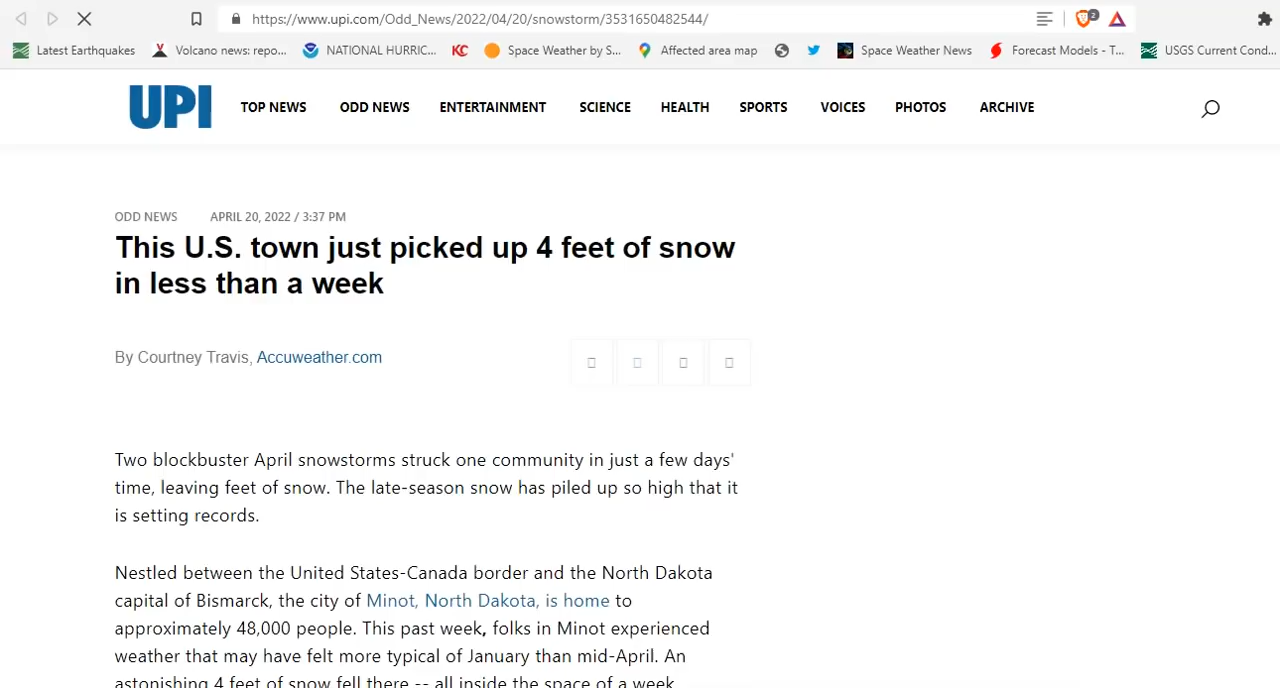 https://www.upi.com/Odd_News/2022/04/20/snowstorm/3531650482544/
2
Latest Earthquakes
Volcano news: repo...
NATIONAL HURRIC...
KC
Space Weather by S...
Affected area map
Space Weather News
Forecast Models - T...
USGS Current Cond...
UPI
TOP NEWS
ODD NEWS
ENTERTAINMENT
SCIENCE
HEALTH
SPORTS
VOICES
PHOTOS
ARCHIVE
ODD NEWS
APRIL 20, 2022 / 3:37 PM
This U.S. town just picked up 4 feet of snow
in less than a week
By Courtney Travis, Accuweather.com
Two blockbuster April snowstorms struck one community in just a few days'
time, leaving feet of snow. The late-season snow has piled up so high that it
is setting records.
Nestled between the United States-Canada border and the North Dakota
capital of Bismarck, the city of Minot, North Dakota, is home to
approximately 48,000 people. This past week, folks in Minot experienced
weather that may have felt more typical of January than mid-April. An
astonishing 4 feet of snow fell there -- all inside the space of a week.